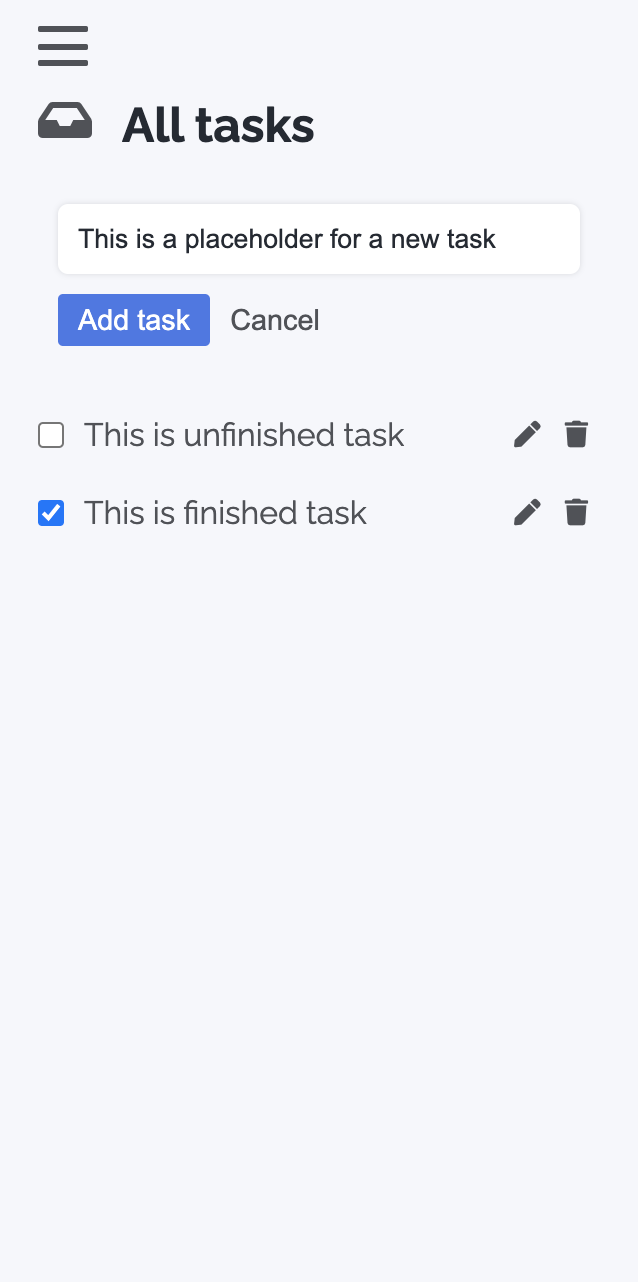 All tasks
This is a placeholder for a new task
Add task Cancel
This is unfinished task
This is finished task